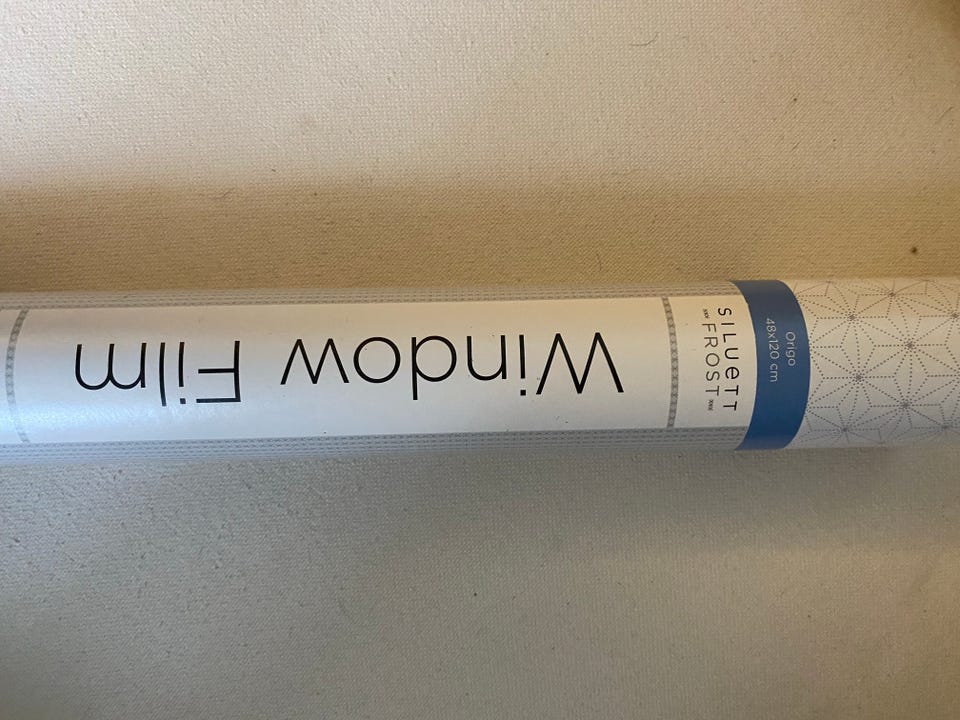 Window Film
SILUETT
FROST
Origo
48x120 cm